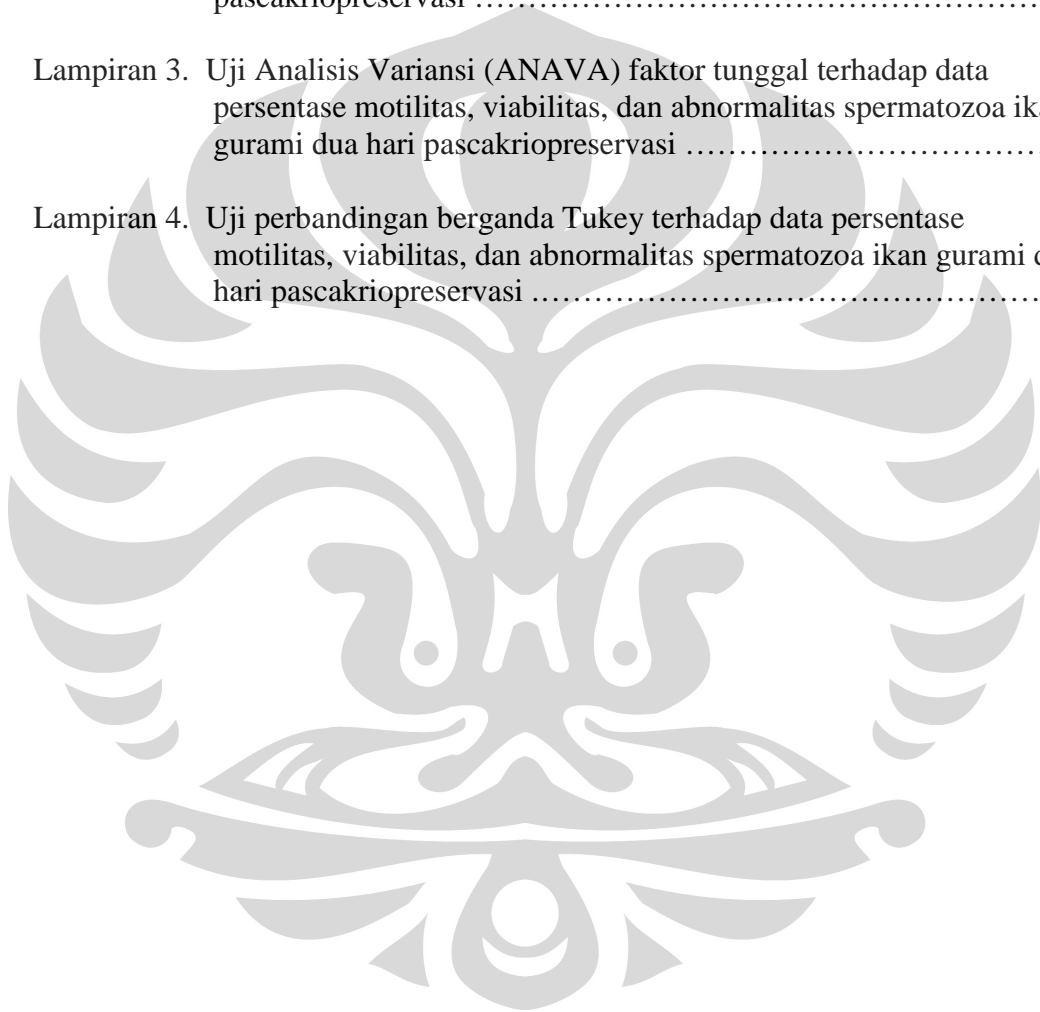 pascakriopreservasi ……………………………………………
Lampiran 3. Uji Analisis Variansi (ANAVA) faktor tunggal terhadap data
persentase motilitas, viabilitas, dan abnormalitas spermatozoa
gurami dua hari pascakriopreservasi ……………………………
Lampiran 4. Uji perbandingan berganda Tukey terhadap data persentase
motilitas, viabilitas, dan abnormalitas spermatozoa ikan gurami
hari pascakriopreservasi ………………………………………